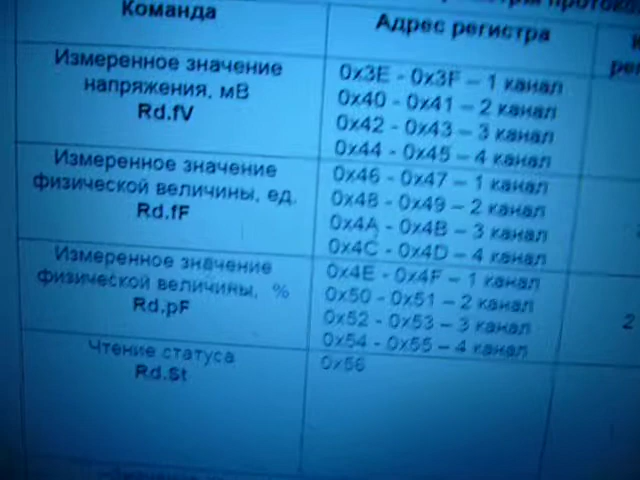 Команда
Адрес регистра
Измеренное значение
напряжения, мВ
Rd.fV
0x3E - 0x3F – 1 канал
0x40 - 0x41 – 2 канал
0x42 - 0x43 – 3 канал
0x44 - 0x45 – 4 канал
Измеренное значение
физической величины, ед.
Rd.fF
0x46 - 0x47 – 1 канал
0x48 - 0x49 – 2 канал
0x4A - 0x4B – 3 канал
0x4C - 0x4D – 4 канал
Измеренное значение
физической величины, %
Rd.pF
0x4E - 0x4F – 1 канал
0x50 - 0x51 – 2 канал
0x52 - 0x53 – 3 канал
0x54 - 0x55 – 4 канал
2
Чтение статуса
Rd.St
0x56